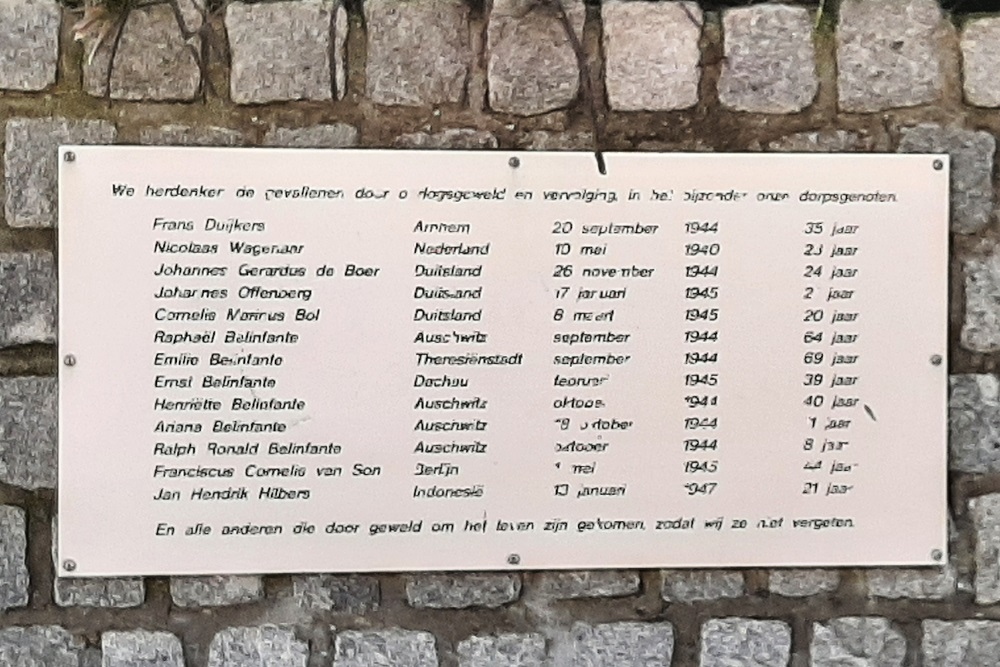 We herdenken de gevallenen door oorlogsgeweld en vervolging, in het bijzonder onze dorpsgenoten.
Frans Duijkers Arnhem 20 september 1944 35 jaar
Nicolaas Wagenaar Nederland 10 mei 1940 23 jaar
Johannes Gerardus de Boer Duitsland 26 november 1944 24 jaar
Johannes Offenberg Duitsland 17 januari 1945 jaar
Cornelis Marinus Bol Duitsland 8 maart 1945 20 jaar
Raphaël Belinfante Auschwitz september 1944 64 jaar
Emilie Belinfante Theresiënstadt september 1944 69 jaar
Ernst Belinfante Dachau februari 1945 39 jaar
Henriëtte Belinfante Auschwitz oktober 1944 40 jaar
Ariana Belinfante Auschwitz oktober 1944 jaar
Ralph Ronald Belinfante Auschwitz oktober 1944 8 jaar
Franciscus Cornelis van Son Berlijn 1 mei 1945 44 jaar
Jan Hendrik Hilbers Indonesië 13 januari 1947 21 jaar
En alle anderen die door geweld om het leven zijn gekomen, zodat wij ze niet vergeten.